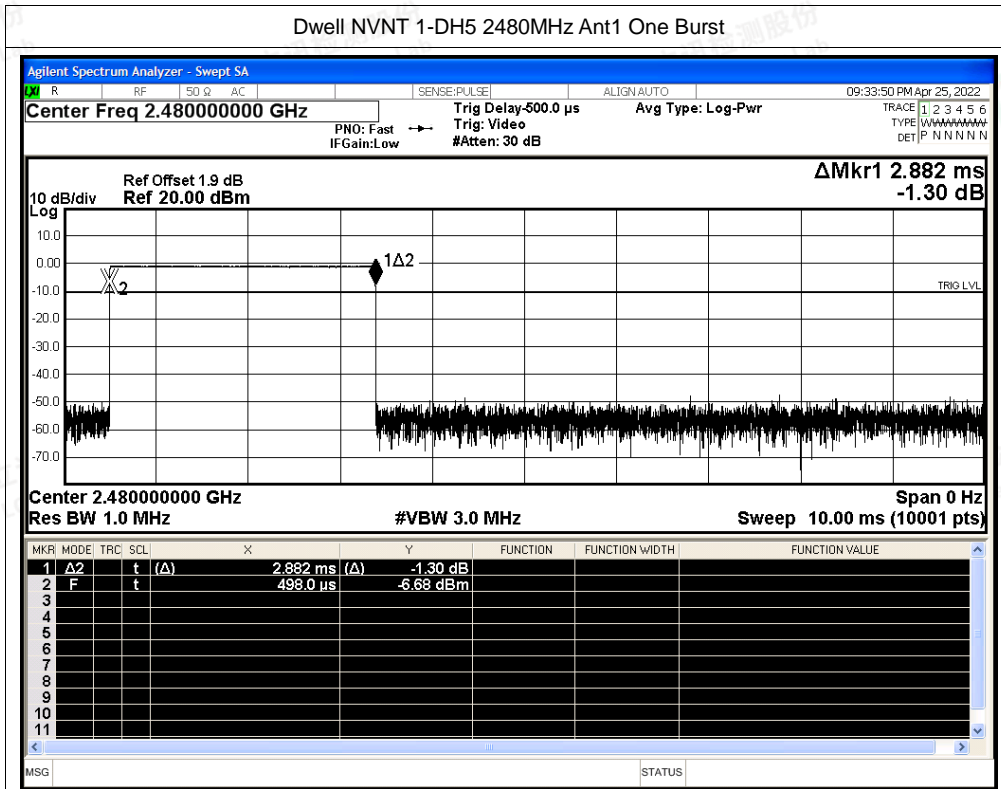 Dwell NVNT 1-DH5 2480MHz Ant1 One Burst
Agilent Spectrum Analyzer - Swept SA
LXI R RF 50 Ω AC SENSE:PULSE ALIGN AUTO 09:33:50 PM Apr 25, 2022
Center Freq 2.480000000 GHz
PNO: Fast
IFGain:Low
Trig Delay-500.0 µs
Trig: Video
#Atten: 30 dB
Avg Type: Log-Pwr
TRACE 1 2 3 4 5 6
TYPE WWWWWW
DET P N N N N N
Ref Offset 1.9 dB
10 dB/div Ref 20.00 dBm
Log
ΔMkr1 2.882 ms
-1.30 dB
10.0
0.00
-10.0
-20.0
-30.0
-40.0
-50.0
-60.0
-70.0
1Δ2
2
TRIG LVL
Center 2.480000000 GHz Span 0 Hz
Res BW 1.0 MHz #VBW 3.0 MHz Sweep 10.00 ms (10001 pts)
MKR MODE TRC SCL X Y FUNCTION FUNCTION WIDTH FUNCTION VALUE
1 Δ2 t (Δ) 2.882 ms (Δ) -1.30 dB
2 F t 498.0 µs -6.68 dBm
3
4
5
6
7
8
9
10
11
MSG STATUS